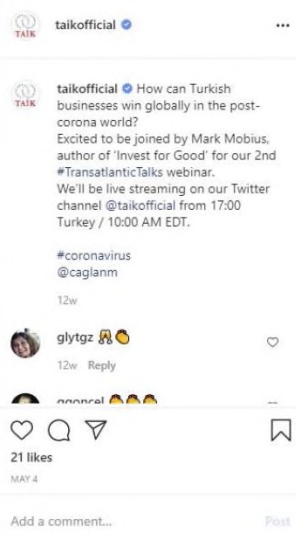 TAİK
taikofficial
TAİK
taikofficial How can Turkish
businesses win globally in the post-
corona world?
Excited to be joined by Mark Mobius,
author of 'Invest for Good' for our 2nd
#TransatlanticTalks webinar.
We'll be live streaming on our Twitter
channel @taikofficial from 17:00
Turkey / 10:00 AM EDT.
#coronavirus
@caglanm
12w
glytgz
12w Reply
21 likes
MAY 4
Add a comment...
Post